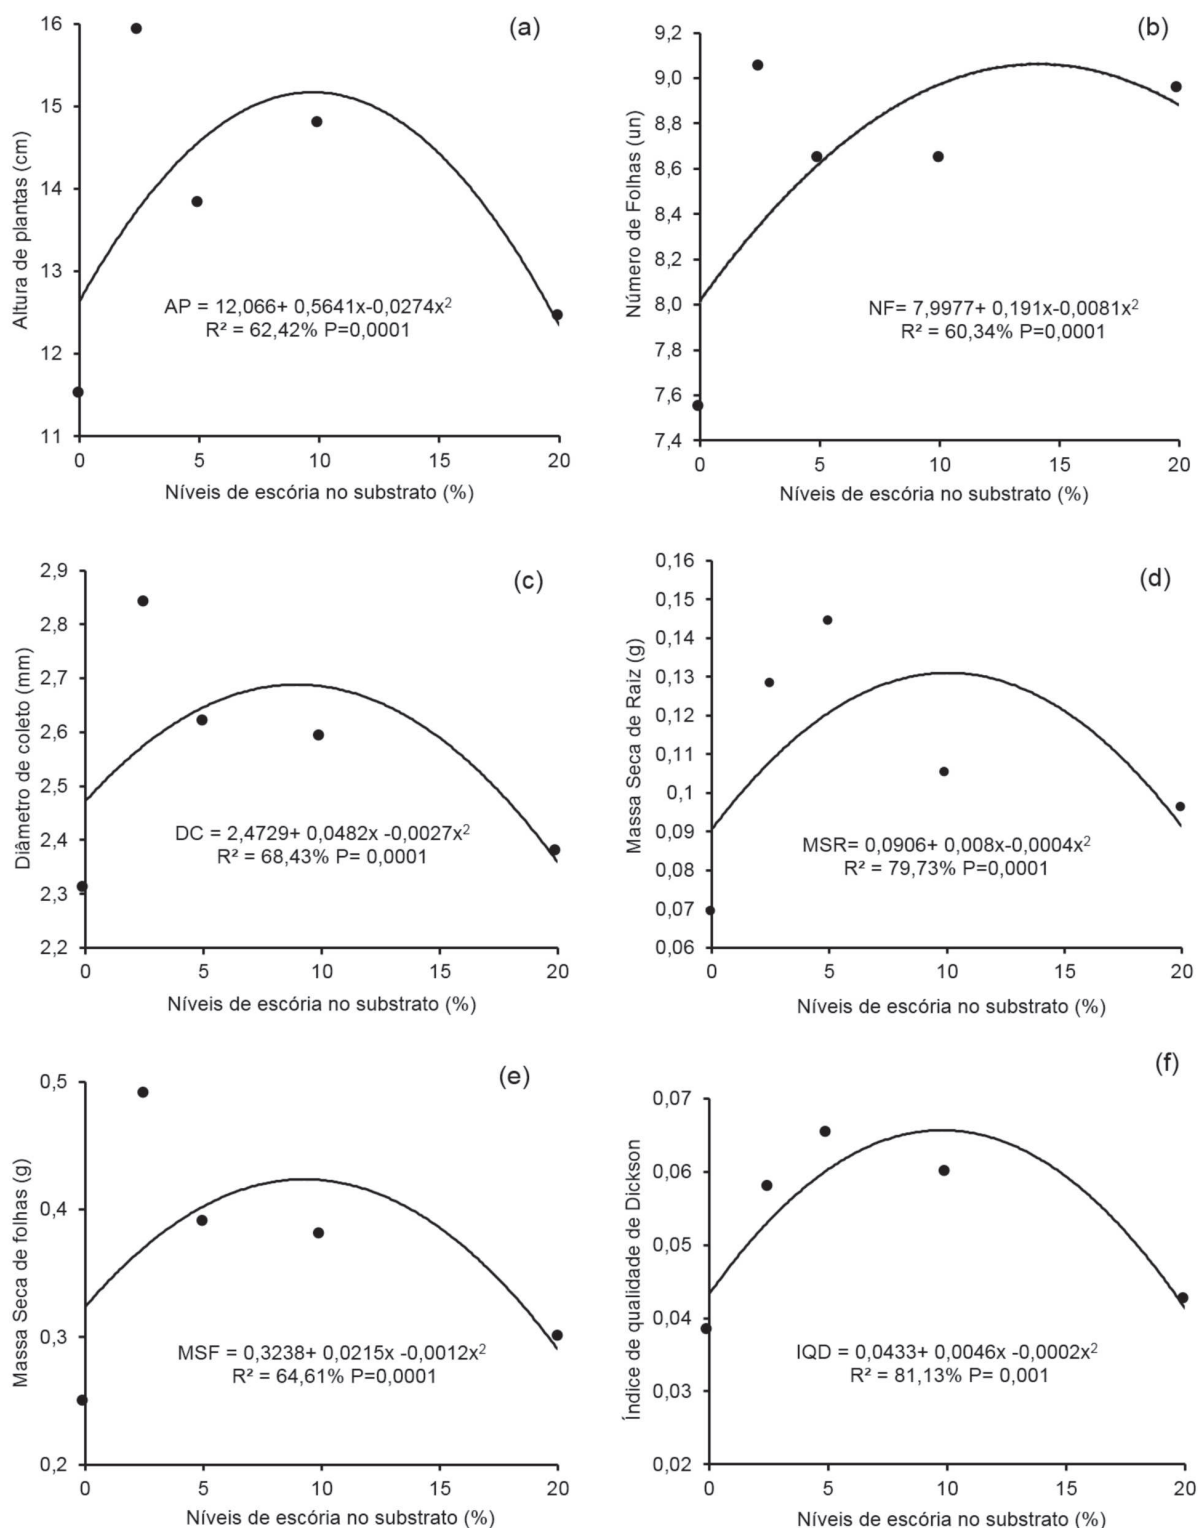 (a)
Altura de plantas (cm)
16
15
14
13
12
11
AP = 12,066+ 0,5641x-0,0274x²
R² = 62,42% P=0,0001
0 5 10 15 20
Níveis de escória no substrato (%)
(b)
Número de Folhas (un)
9,2
9,0
8,8
8,6
8,4
8,2
8,0
7,8
7,6
7,4
NF= 7,9977+ 0,191x-0,0081x²
R² = 60,34% P=0,0001
0 5 10 15 20
Níveis de escória no substrato (%)
(c)
Diâmetro de coleto (mm)
2,9
2,8
2,7
2,6
2,5
2,4
2,3
2,2
DC = 2,4729+ 0,0482x -0,0027x²
R² = 68,43% P= 0,0001
0 5 10 15 20
Níveis de escória no substrato (%)
(d)
Massa Seca de Raiz (g)
0,16
0,15
0,14
0,13
0,12
0,11
0,1
0,09
0,08
0,07
0,06
MSR= 0,0906+ 0,008x-0,0004x²
R² = 79,73% P=0,0001
0 5 10 15 20
Níveis de escória no substrato (%)
(e)
Massa Seca de folhas (g)
0,5
0,4
0,3
0,2
MSF = 0,3238+ 0,0215x -0,0012x²
R² = 64,61% P=0,0001
0 5 10 15 20
Níveis de escória no substrato (%)
(f)
Índice de qualidade de Dickson
0,07
0,06
0,05
0,04
0,03
0,02
IQD = 0,0433+ 0,0046x -0,0002x²
R² = 81,13% P= 0,001
0 5 10 15 20
Níveis de escória no substrato (%)